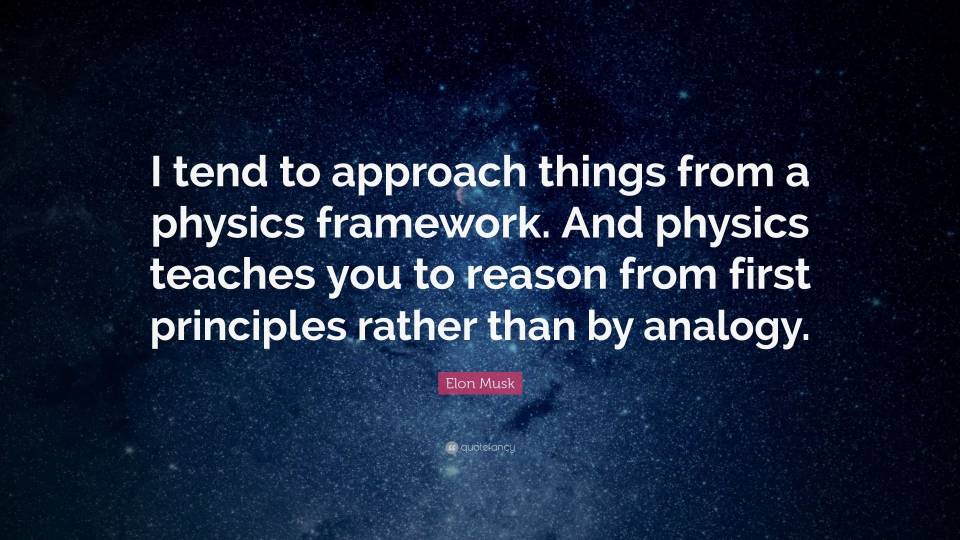 I tend to approach things from a
physics framework. And physics
teaches you to reason from first
principles rather than by analogy.
Elon Musk
quotefancy